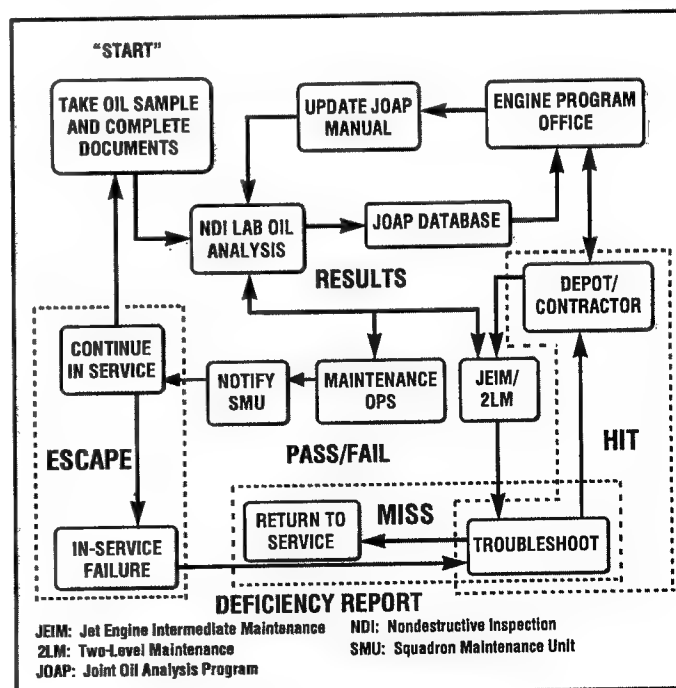 "START"
TAKE OIL SAMPLE
AND COMPLETE
DOCUMENTS
UPDATE JOAP
MANUAL
ENGINE PROGRAM
OFFICE
NDI LAB OIL
ANALYSIS
JOAP DATABASE
RESULTS
DEPOT/
CONTRACTOR
CONTINUE
IN SERVICE
NOTIFY
SMU
MAINTENANCE
OPS
JEIM/
2LM
ESCAPE
PASS/FAIL
HIT
MISS
RETURN TO
SERVICE
TROUBLESHOOT
IN-SERVICE
FAILURE
DEFICIENCY REPORT
JEIM: Jet Engine Intermediate Maintenance
2LM: Two-Level Maintenance
JOAP: Joint Oil Analysis Program
NDI: Nondestructive Inspection
SMU: Squadron Maintenance Unit